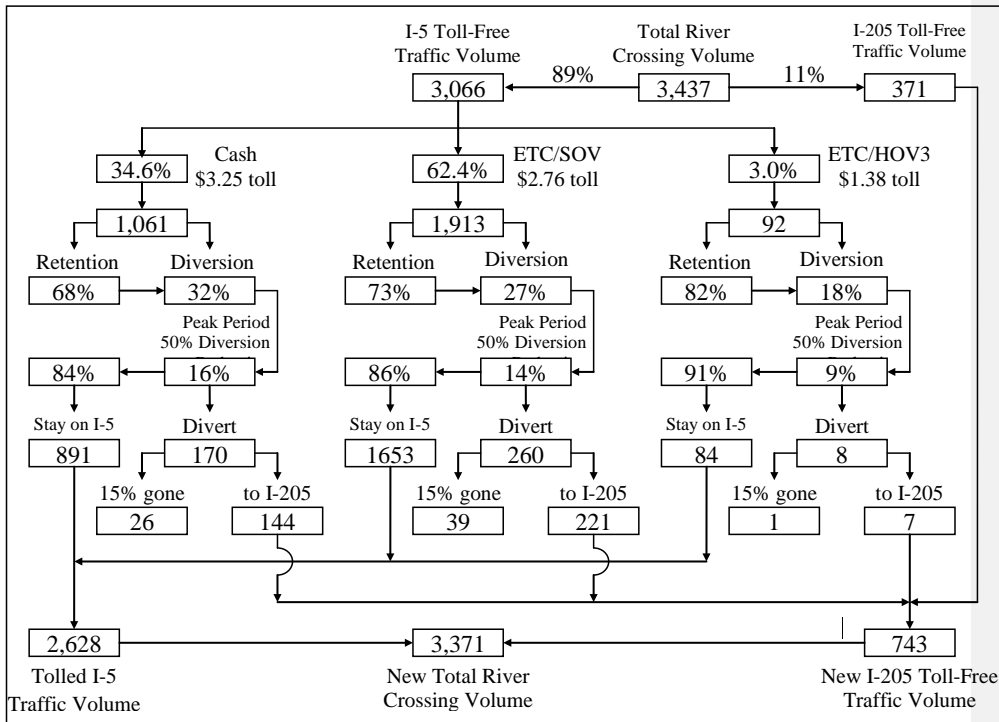 I-5 Toll-Free
Traffic Volume
Total River
Crossing Volume
I-205 Toll-Free
Traffic Volume
3,066
89%
3,437
11%
371
34.6%
Cash
$3.25 toll
62.4%
ETC/SOV
$2.76 toll
3.0%
ETC/HOV3
$1.38 toll
1,061
1,913
92
Retention
Diversion
Retention
Diversion
Retention
Diversion
68%
32%
73%
27%
82%
18%
Peak Period
50% Diversion
Peak Period
50% Diversion
Peak Period
50% Diversion
84%
16%
86%
14%
91%
9%
Stay on I-5
Divert
Stay on I-5
Divert
Stay on I-5
Divert
891
170
1653
260
84
8
15% gone
to I-205
15% gone
to I-205
15% gone
to I-205
26
144
39
221
1
7
2,628
3,371
743
Tolled I-5
Traffic Volume
New Total River
Crossing Volume
New I-205 Toll-Free
Traffic Volume